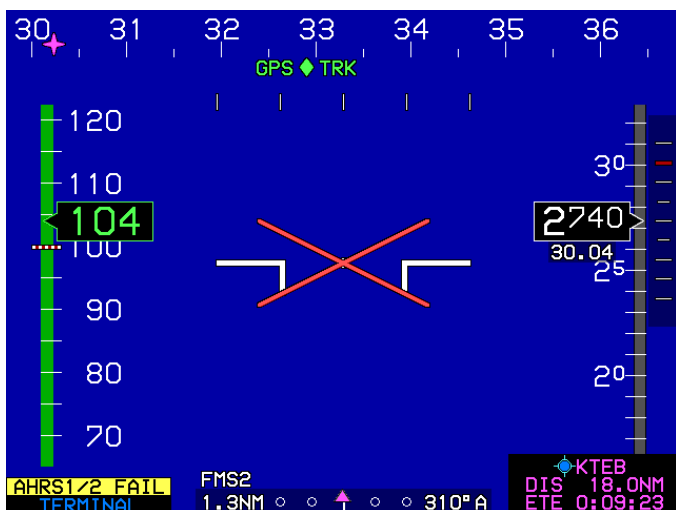 30 31 32 33 34 35 36
GPS TRK
120
110
104
100
90
80
70
30
2740
30.04
25
20
AHRS1/2 FAIL
TERMINAL
FMS2
1.3NM 310° A
KTEB
DIS 18.0NM
ETE 0:09:23